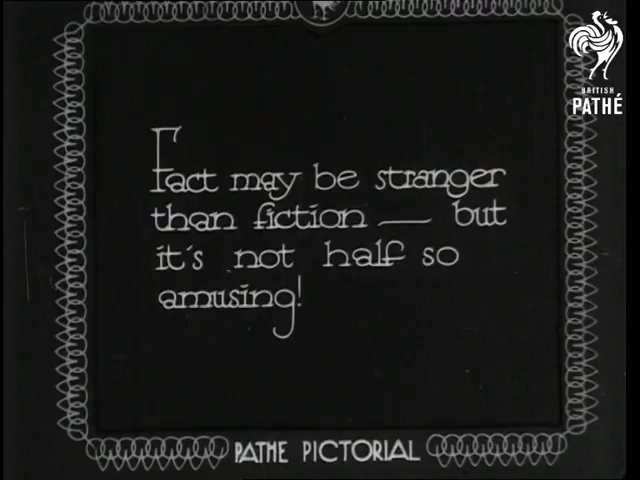 BRITISH
PATHÉ
Fact may be stranger
than fiction — but
it's not half so
amusing!
PATHE PICTORIAL